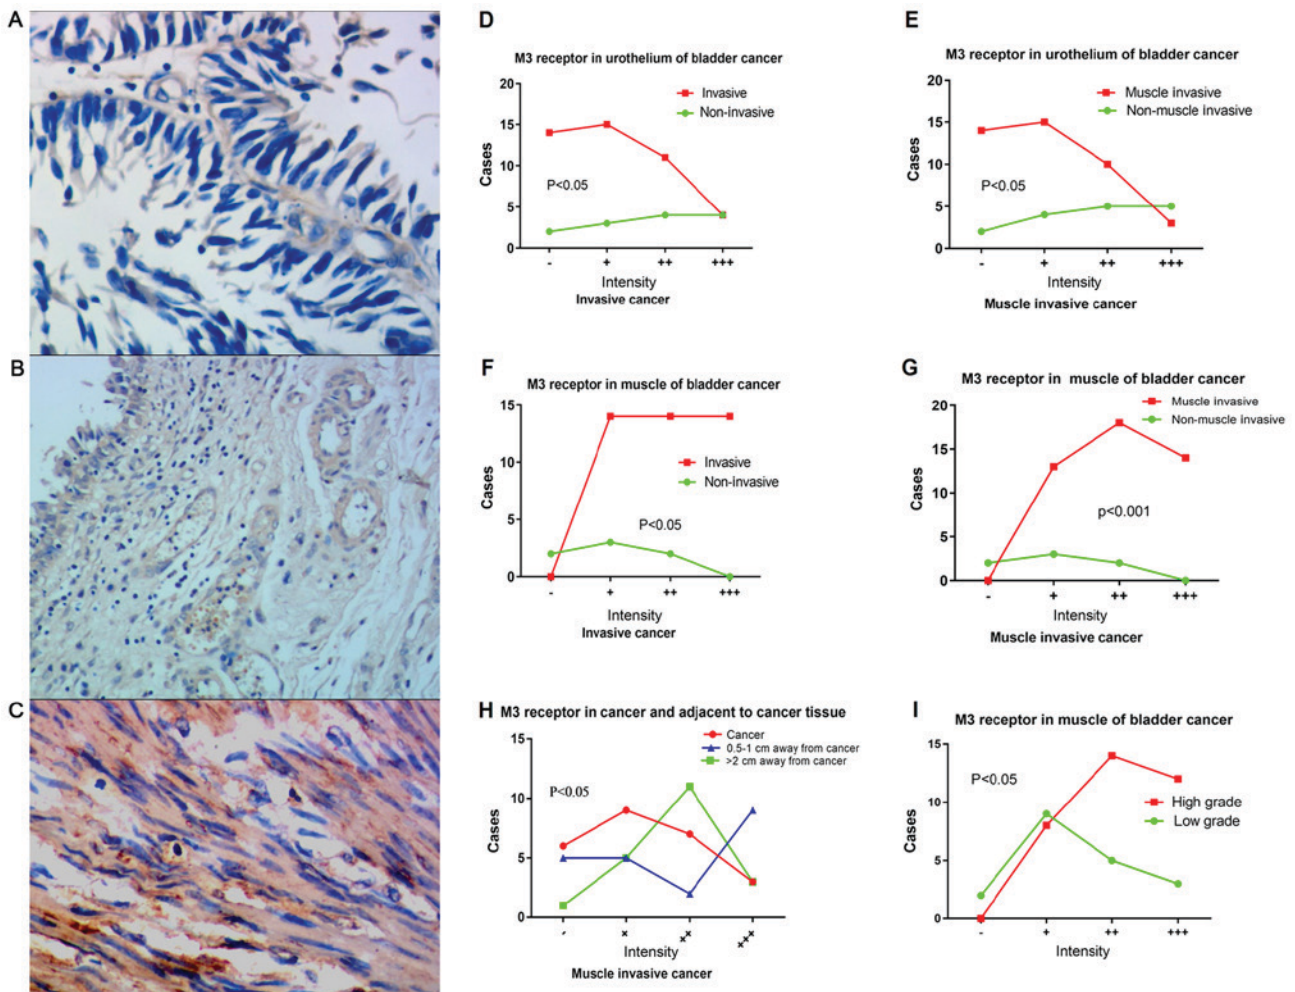 A
D
M3 receptor in urothelium of bladder cancer
20
15
10
5
0
Cases
Invasive
Non-invasive
P<0.05
- + ++ +++
Intensity
Invasive cancer
E
M3 receptor in urothelium of bladder cancer
20
15
10
5
0
Cases
Muscle invasive
Non-muscle invasive
P<0.05
- + ++ +++
Intensity
Muscle invasive cancer
B
F
M3 receptor in muscle of bladder cancer
15
10
5
0
Cases
Invasive
Non-invasive
P<0.05
- + ++ +++
Intensity
Invasive cancer
G
M3 receptor in muscle of bladder cancer
20
15
10
5
0
Cases
Muscle invasive
Non-muscle invasive
p<0.001
- + ++ +++
Intensity
Muscle invasive cancer
C
H
M3 receptor in cancer and adjacent to cancer tissue
15
10
5
0
Cases
Cancer
0.5-1 cm away from cancer
>2 cm away from cancer
P<0.05
- + ++ +++
Intensity
Muscle invasive cancer
I
M3 receptor in muscle of bladder cancer
15
10
5
0
Cases
P<0.05
High grade
Low grade
- + ++ +++
Intensity